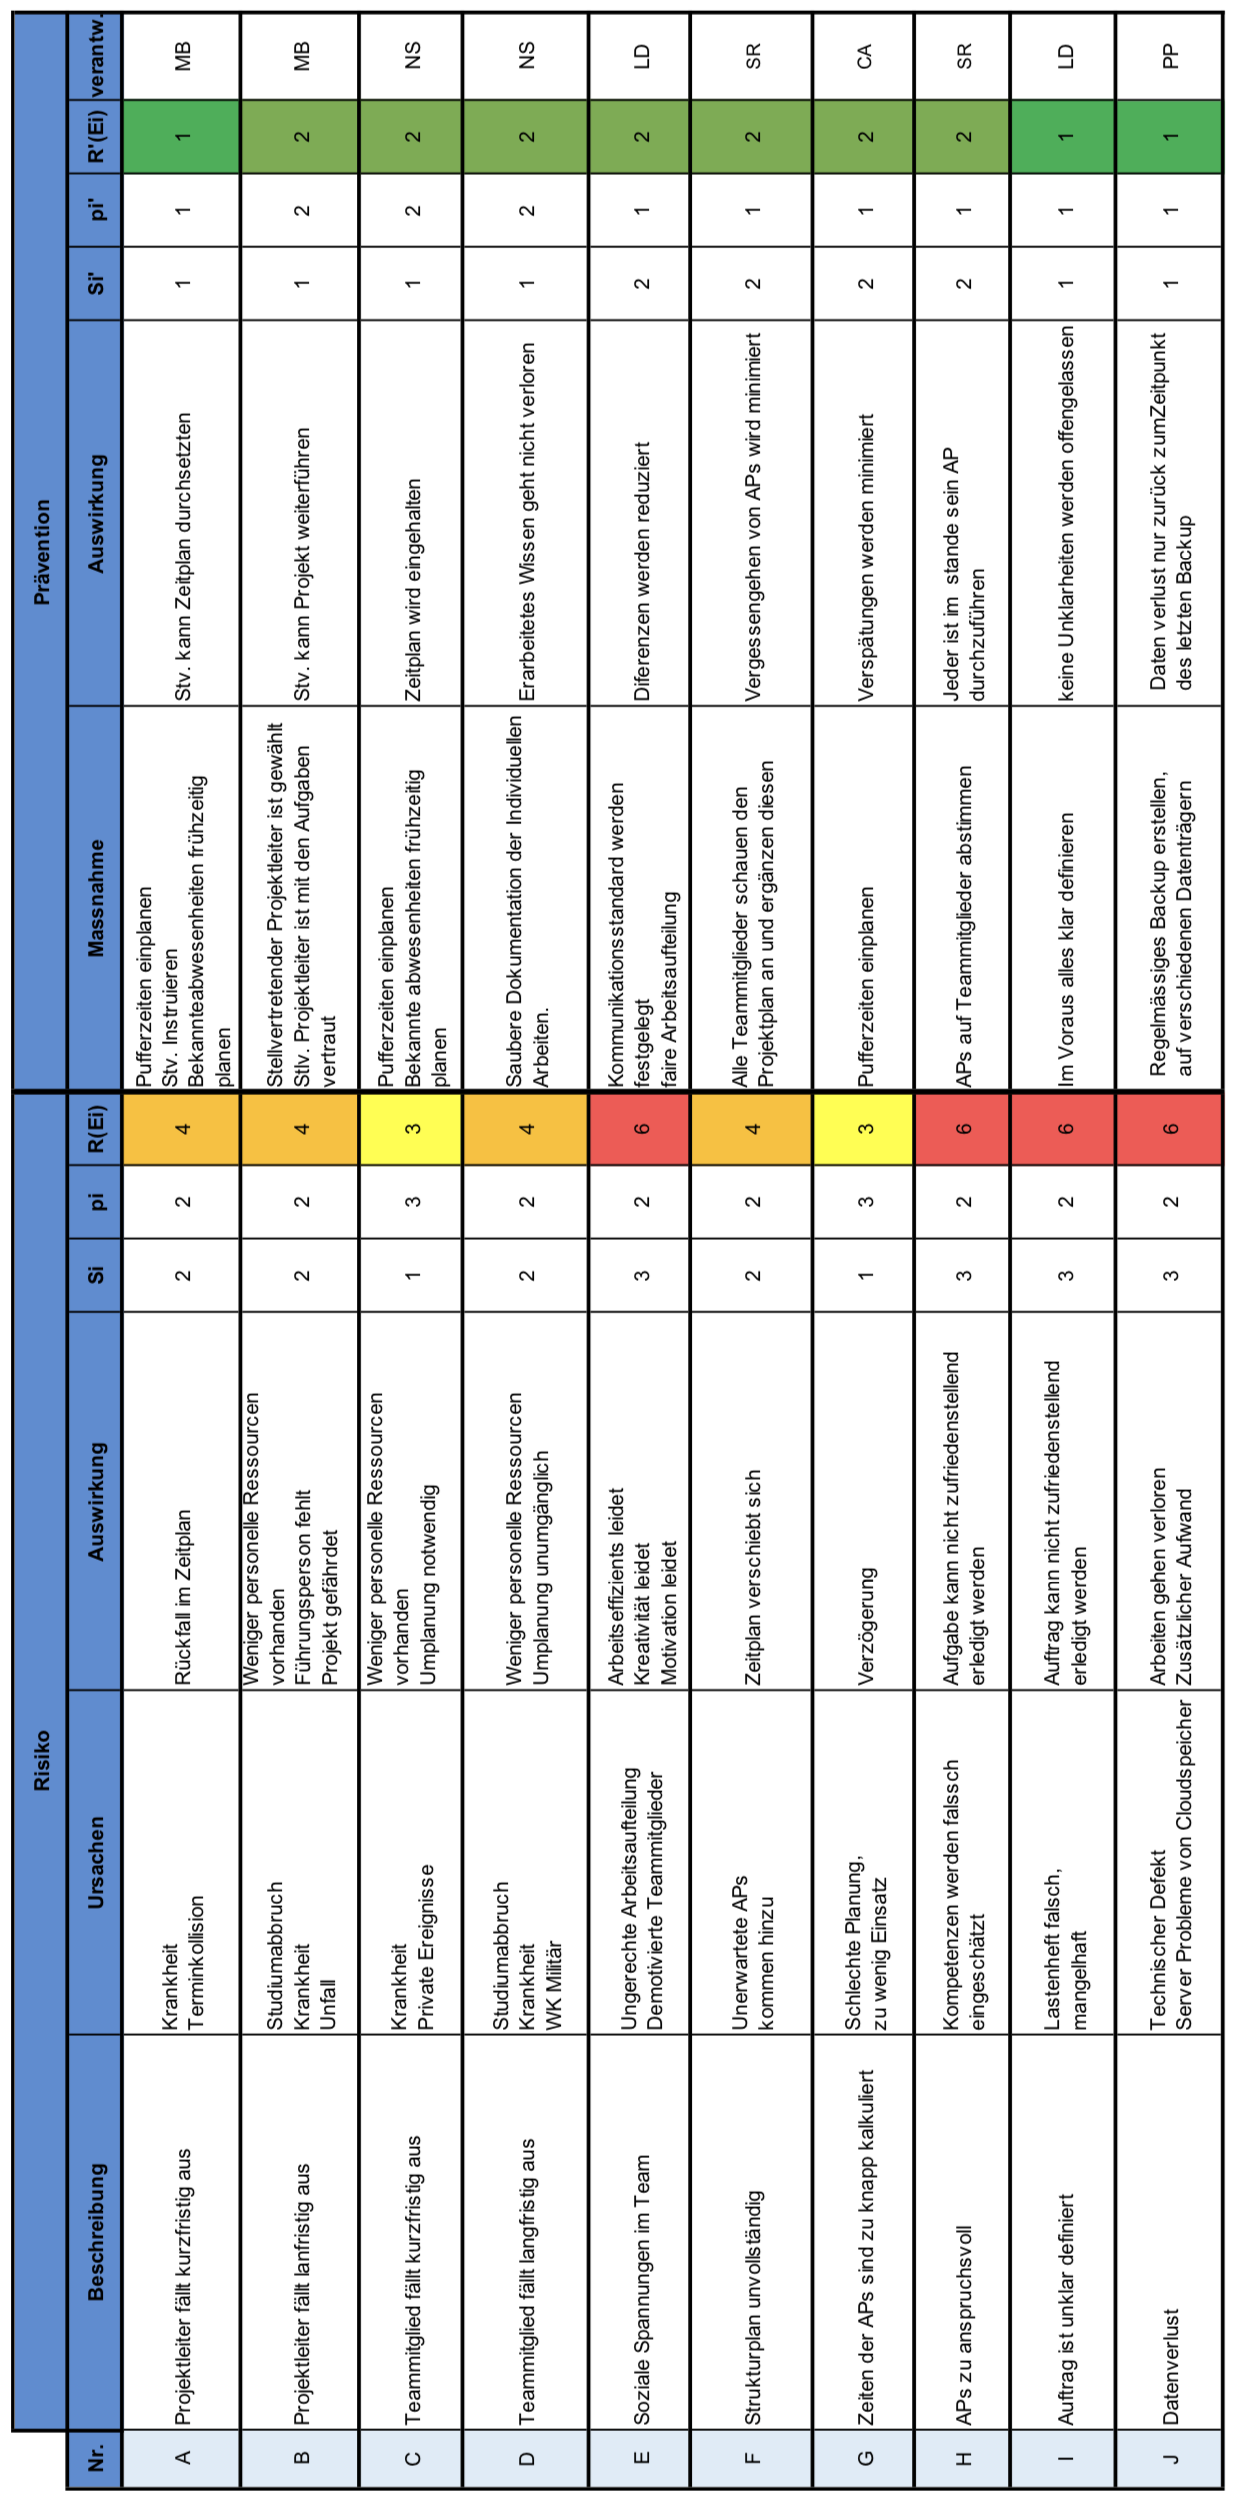 Risiko
Prävention
Nr.
Beschreibung
Ursachen
Auswirkung
Si
pi
R(Ei)
Massnahme
Auswirkung
Si'
pi'
R'(Ei)
verantw.
A
Projektleiter fällt kurzfristig aus
Krankheit
Terminkollision
Rückfall im Zeitplan
2
2
4
Pufferzeiten einplanen
Stv. Instruieren
Bekannteabwesenheiten frühzeitig
planen
Stv. kann Zeitplan durchsetzten
1
1
1
MB
B
Projektleiter fällt lanfristig aus
Studiumabbruch
Krankheit
Unfall
Weniger personelle Ressourcen
vorhanden
Führungsperson fehlt
Projekt gefährdet
2
2
4
Stellvertretender Projektleiter ist gewählt
Stlv. Projektleiter ist mit den Aufgaben
vertraut
Stv. kann Projekt weiterführen
1
2
2
MB
C
Teammitglied fällt kurzfristig aus
Krankheit
Private Ereignisse
Weniger personelle Ressourcen
vorhanden
Umplanung notwendig
1
3
3
Pufferzeiten einplanen
Bekannte abwesenheiten frühzeitig
planen
Zeitplan wird eingehalten
1
2
2
NS
D
Teammitglied fällt langfristig aus
Studiumabbruch
Krankheit
WK Militär
Weniger personelle Ressourcen
Umplanung unumgänglich
2
2
4
Saubere Dokumentation der Individuellen
Arbeiten.
Erarbeitetes Wissen geht nicht verloren
1
2
2
NS
E
Soziale Spannungen im Team
Ungerechte Arbeitsaufteilung
Demotivierte Teammitglieder
Arbeitseffizients leidet
Kreativität leidet
Motivation leidet
3
2
6
Kommunikationsstandard werden
festgelegt
faire Arbeitsaufteilung
Diferenzen werden reduziert
2
1
2
LD
F
Strukturplan unvollständig
Unerwartete APs
kommen hinzu
Zeitplan verschiebt sich
2
2
4
Alle Teammitglieder schauen den
Projektplan an und ergänzen diesen
Vergessengehen von APs wird minimiert
2
1
2
SR
G
Zeiten der APs sind zu knapp kalkuliert
Schlechte Planung,
zu wenig Einsatz
Verzögerung
1
3
3
Pufferzeiten einplanen
Verspätungen werden minimiert
2
1
2
CA
H
APs zu anspruchsvoll
Kompetenzen werden falssch
eingeschätzt
Aufgabe kann nicht zufriedenstellend
erledigt werden
3
2
6
APs auf Teammitglieder abstimmen
Jeder ist im stande sein AP
durchzuführen
2
1
2
SR
I
Auftrag ist unklar definiert
Lastenheft falsch,
mangelhaft
Auftrag kann nicht zufriedenstellend
erledigt werden
3
2
6
Im Voraus alles klar definieren
keine Unklarheiten werden offengelassen
1
1
1
LD
J
Datenverlust
Technischer Defekt
Server Probleme von Cloudspeicher
Arbeiten gehen verloren
Zusätzlicher Aufwand
3
2
6
Regelmässiges Backup erstellen,
auf verschiedenen Datenträgern
Daten verlust nur zurück zumZeitpunkt
des letzten Backup
1
1
1
PP